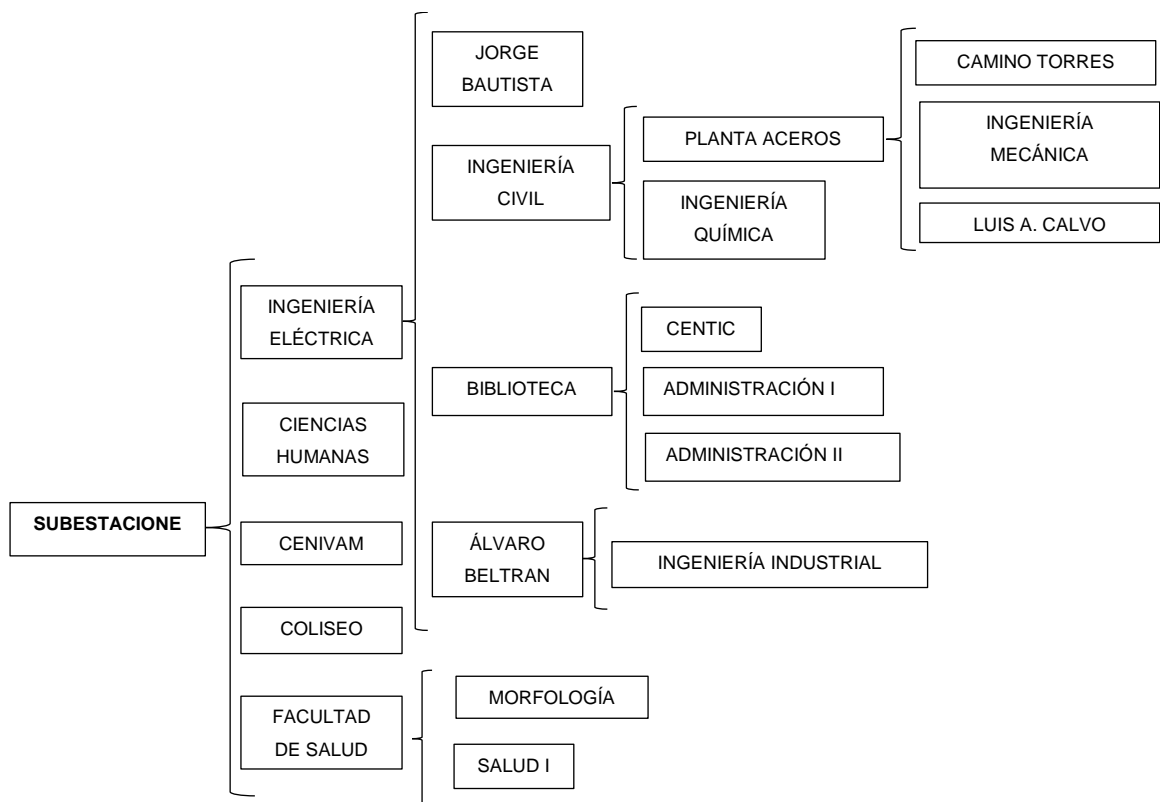 SUBESTACIONE
INGENIERÍA
ELÉCTRICA
CIENCIAS
HUMANAS
CENIVAM
COLISEO
FACULTAD
DE SALUD
JORGE
BAUTISTA
INGENIERÍA
CIVIL
BIBLIOTECA
ÁLVARO
BELTRAN
MORFOLOGÍA
SALUD I
PLANTA ACEROS
INGENIERÍA
QUÍMICA
CENTIC
ADMINISTRACIÓN I
ADMINISTRACIÓN II
INGENIERÍA INDUSTRIAL
CAMINO TORRES
INGENIERÍA
MECÁNICA
LUIS A. CALVO